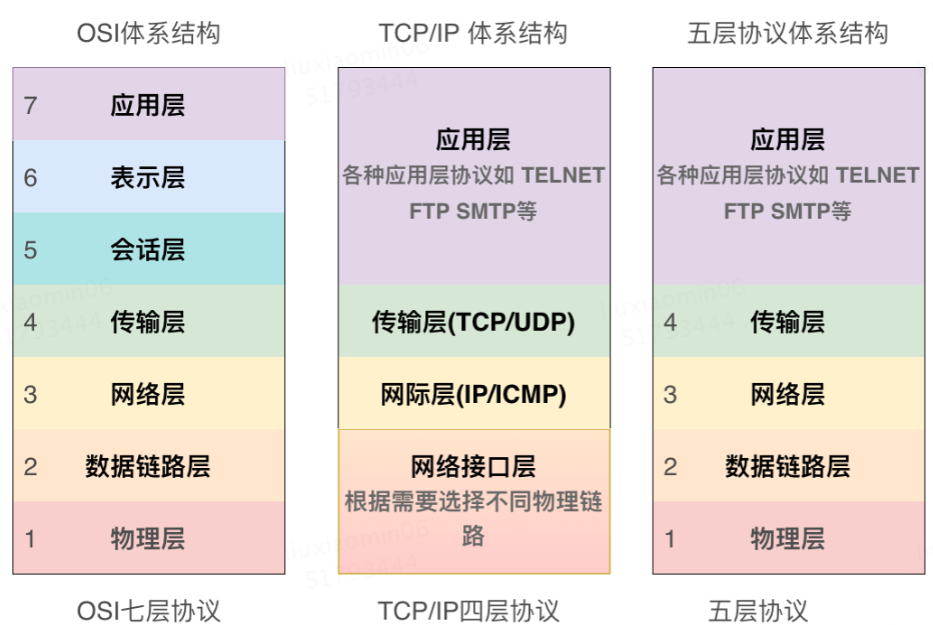 OSI体系结构
7 应用层
6 表示层
5 会话层
4 传输层
3 网络层
2 数据链路层
1 物理层
OSI七层协议
TCP/IP 体系结构
应用层
各种应用层协议如 TELNET
FTP SMTP等
传输层(TCP/UDP)
网际层(IP/ICMP)
网络接口层
根据需要选择不同物理链
路
TCP/IP四层协议
五层协议体系结构
应用层
各种应用层协议如 TELNET
FTP SMTP等
4 传输层
3 网络层
2 数据链路层
1 物理层
五层协议